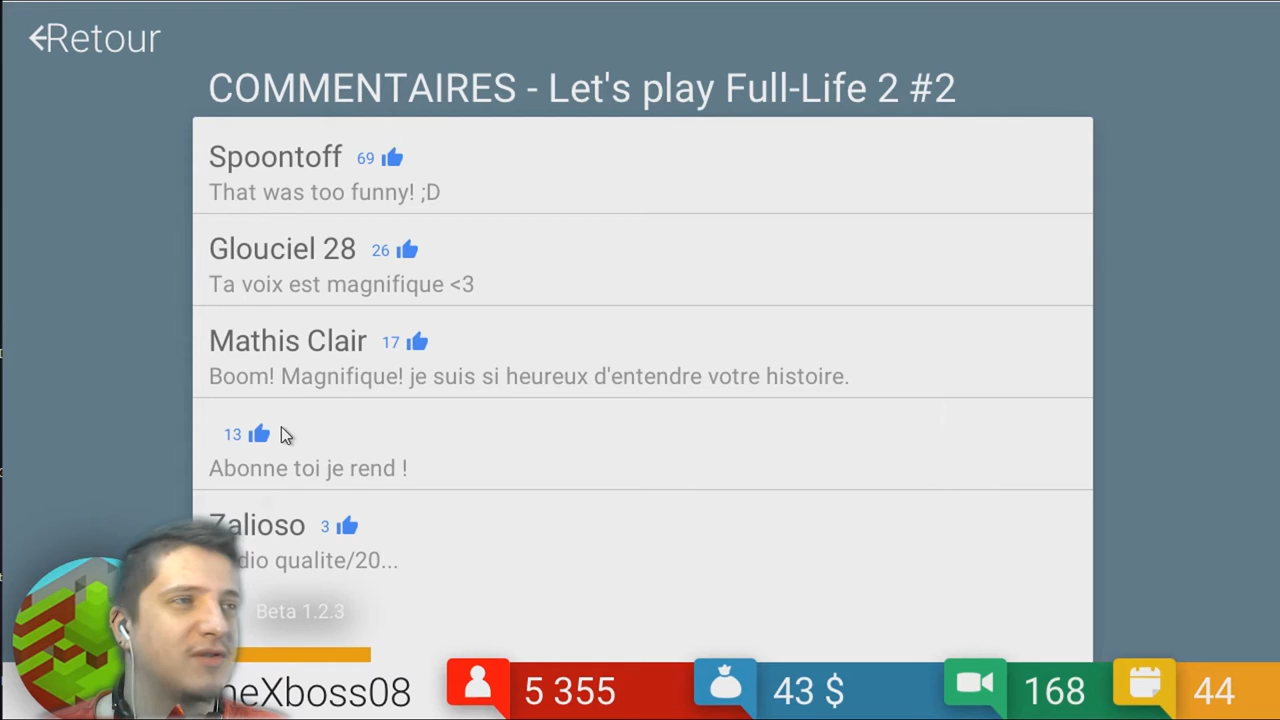 Retour
COMMENTAIRES - Let's play Full-Life 2 #2
Spoontoff 69
That was too funny! ;D
Glouciel 28 26
Ta voix est magnifique <3
Mathis Clair 17
Boom! Magnifique! je suis si heureux d'entendre votre histoire.
13
Abonne toi je rend !
Zalioso 3
qualite/20...
Beta 1.2.3
5 355
43 $
168
44